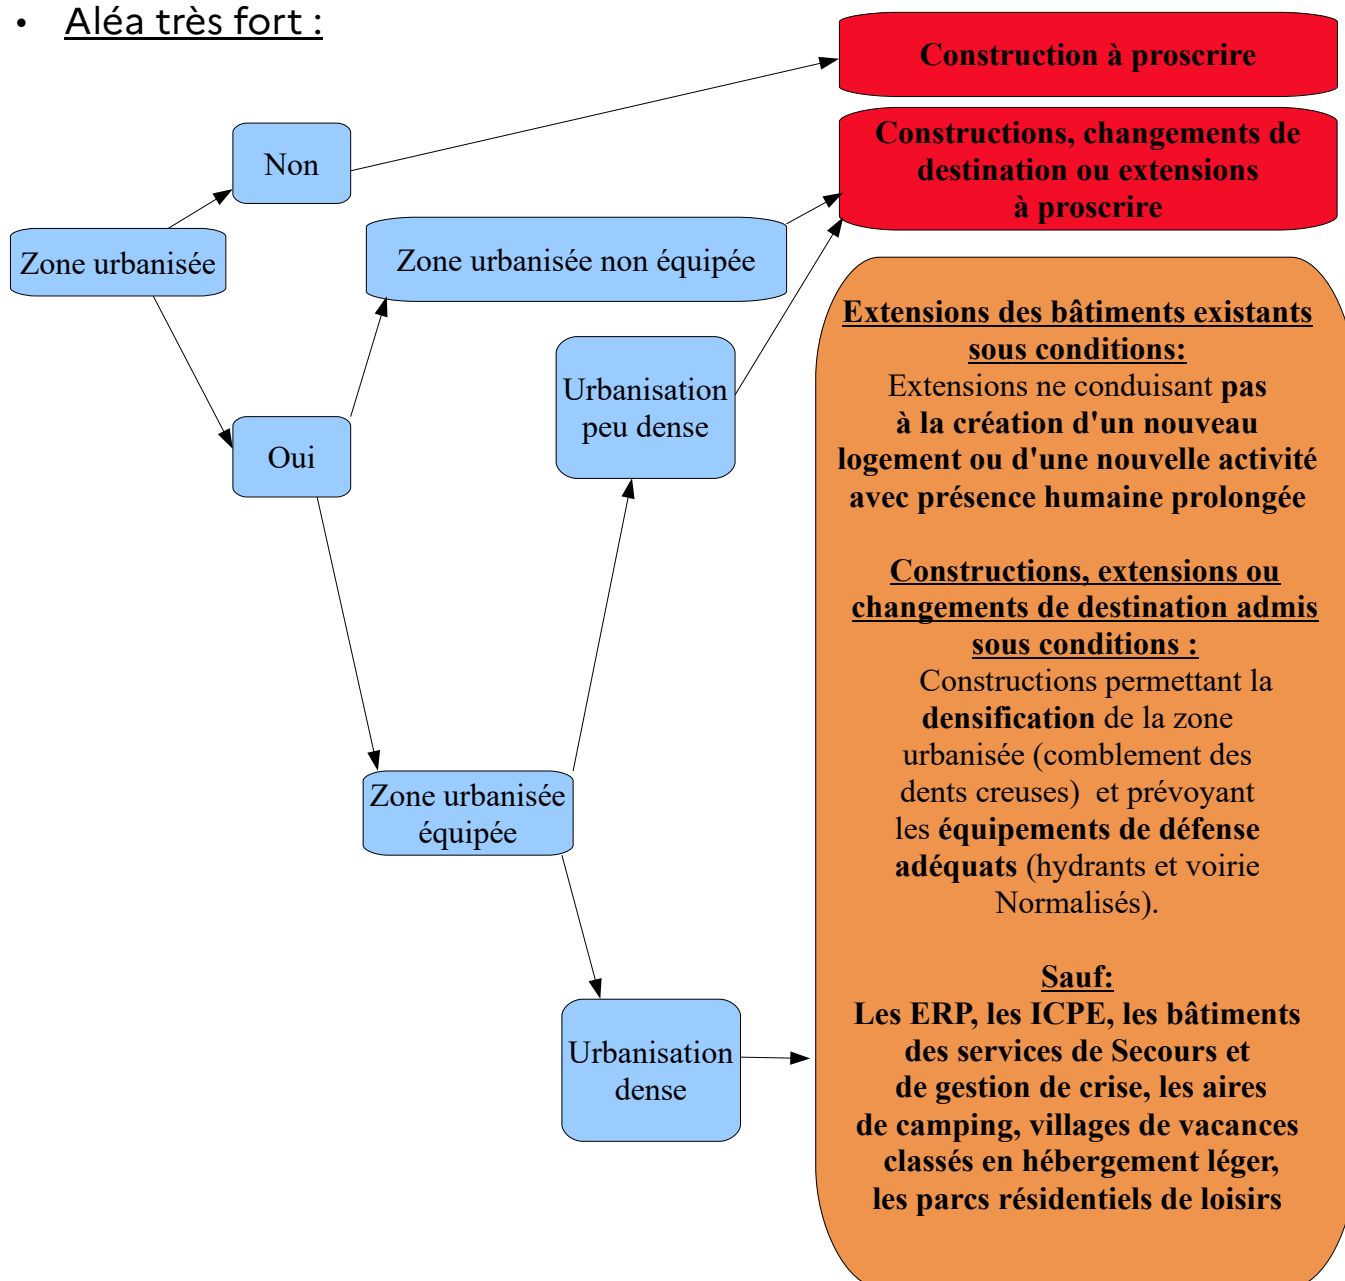 • Aléa très fort :
Construction à proscrire
Constructions, changements de
destination ou extensions
à proscrire
Non
Zone urbanisée
Zone urbanisée non équipée
Oui
Urbanisation
peu dense
Zone urbanisée
équipée
Urbanisation
dense
Extensions des bâtiments existants
sous conditions:
Extensions ne conduisant pas
à la création d'un nouveau
logement ou d'une nouvelle activité
avec présence humaine prolongée
Constructions, extensions ou
changements de destination admis
sous conditions :
Constructions permettant la
densification de la zone
urbanisée (comblement des
dents creuses)  et prévoyant
les équipements de défense
adéquats (hydrants et voirie
Normalisés).
Sauf:
Les ERP, les ICPE, les bâtiments
des services de Secours et
de gestion de crise, les aires
de camping, villages de vacances
classés en hébergement léger,
les parcs résidentiels de loisirs